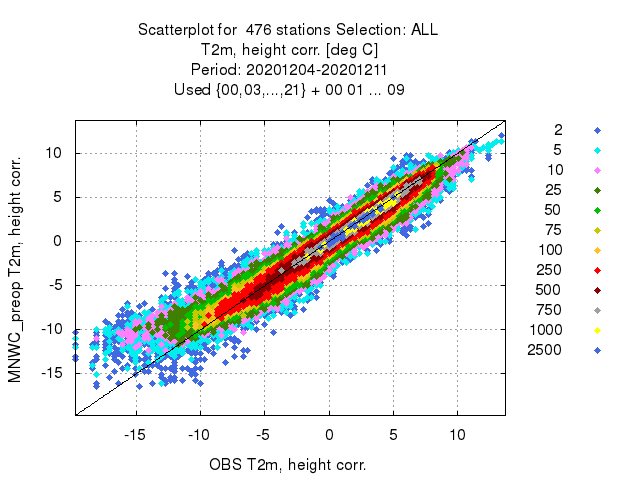 Scatterplot for 476 stations Selection: ALL
T2m, height corr. [deg C]
Period: 20201204-20201211
Used {00,03,...,21} + 00 01 ... 09
MNWC_preop T2m, height corr.
10
5
0
-5
-10
-15
-15 -10 -5 0 5 10
OBS T2m, height corr.
2
5
10
25
50
75
100
250
500
750
1000
2500